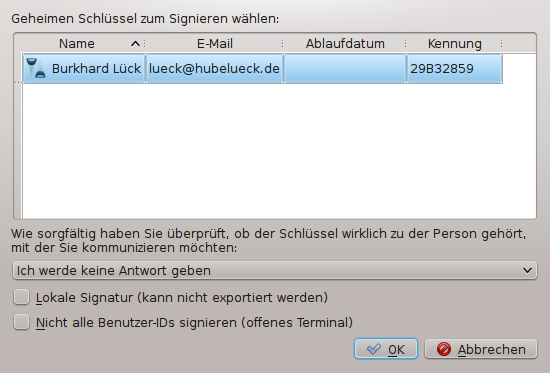 Geheimen Schlüssel zum Signieren wählen:
Name E-Mail Ablaufdatum Kennung
Burkhard Lück lueck@hubelueck.de 29B32859
Wie sorgfältig haben Sie überprüft, ob der Schlüssel wirklich zu der Person gehört,
mit der Sie kommunizieren möchten:
Ich werde keine Antwort geben
Lokale Signatur (kann nicht exportiert werden)
Nicht alle Benutzer-IDs signieren (offenes Terminal)
OK Abbrechen